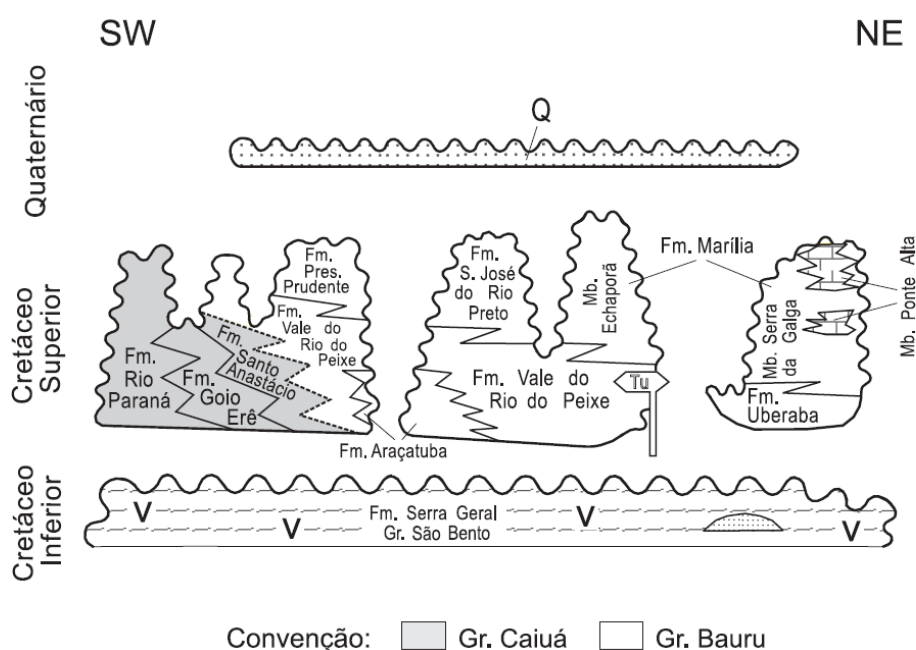 SW
NE
Quaternário
Q
Cretáceo
Superior
Fm.
Rio
Paraná
Fm.
Goio
Erê
Fm.
Santo
Anastácio
Fm.
Pres.
Prudente
Fm.
Vale do
Rio do
Peixe
Fm. Araçatuba
Fm.
S. José
do Rio
Preto
Mb.
Echaporã
Fm. Vale do
Rio do Peixe
Tu
Fm. Marília
Mb. Serra
da Galga
Fm.
Uberaba
Mb. Ponte Alta
Cretáceo
Inferior
V
V
Fm. Serra Geral
Gr. São Bento
V
V
Convenção:
Gr. Caiuá
Gr. Bauru